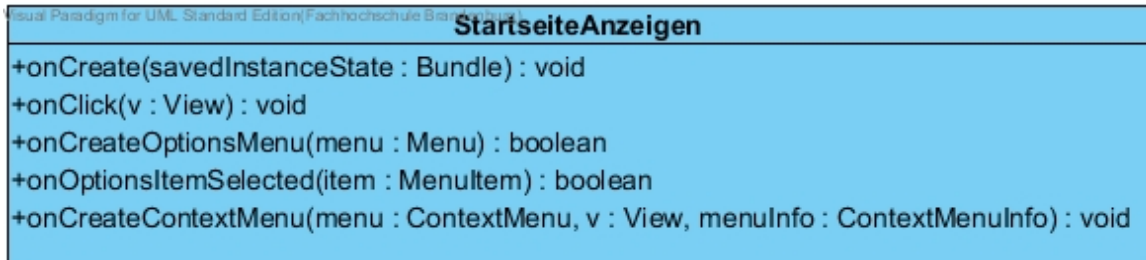 Visual Paradigm for UML Standard Edition(Fachhochschule Brandenburg)
StartseiteAnzeigen
+onCreate(savedInstanceState : Bundle) : void
+onClick(v : View) : void
+onCreateOptionsMenu(menu : Menu) : boolean
+onOptionsItemSelected(item : MenuItem) : boolean
+onCreateContextMenu(menu : ContextMenu, v : View, menuInfo : ContextMenuInfo) : void